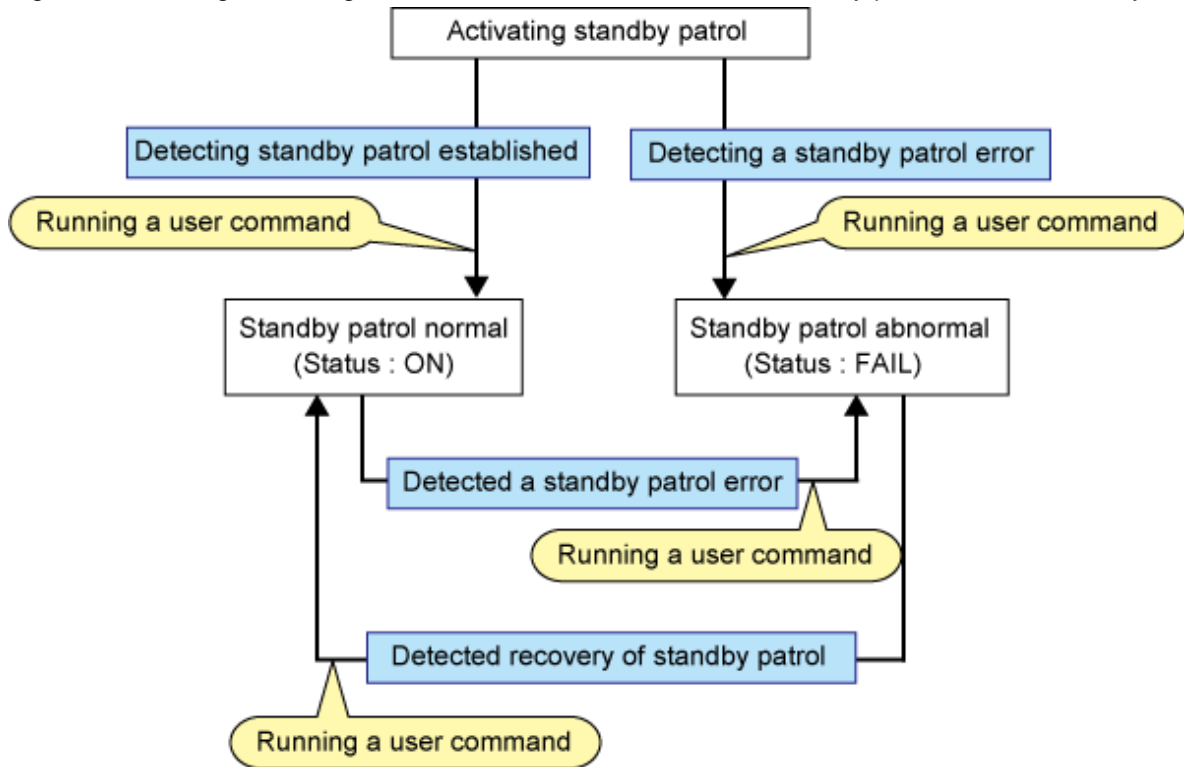 Activating standby patrol
Detecting standby patrol established
Detecting a standby patrol error
Running a user command
Running a user command
Standby patrol normal
(Status : ON)
Standby patrol abnormal
(Status : FAIL)
Detected a standby patrol error
Running a user command
Detected recovery of standby patrol
Running a user command